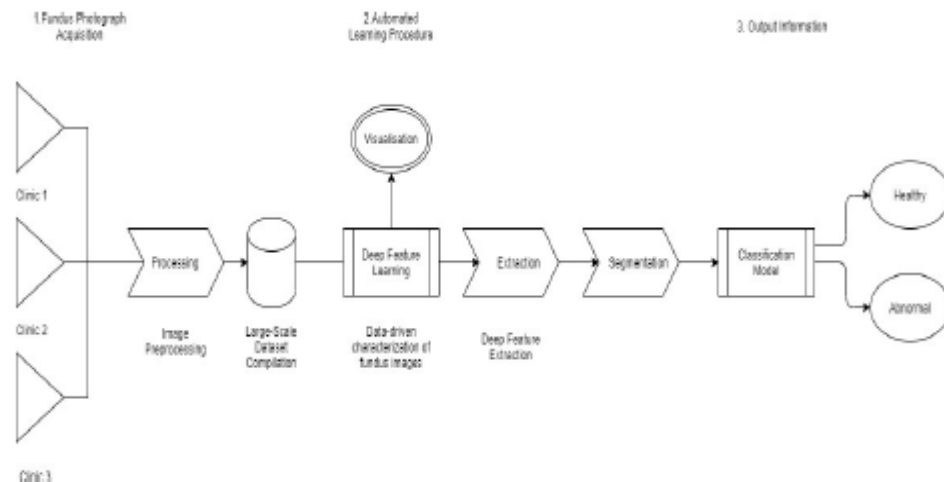 1.Fundus Photograph
Acquisition
2.Automated
Learning Procedure
3. Output Information
Visualisation
Clinic 1
Healthy
Processing
Deep Feature
Learning
Extraction
Segmentation
Classification
Model
Clinic 2
Abnormal
Image
Preprocessing
Large-Scale
Dataset
Compilation
Data-driven
characterization of
fundus images
Deep Feature
Extraction
Clinic 3